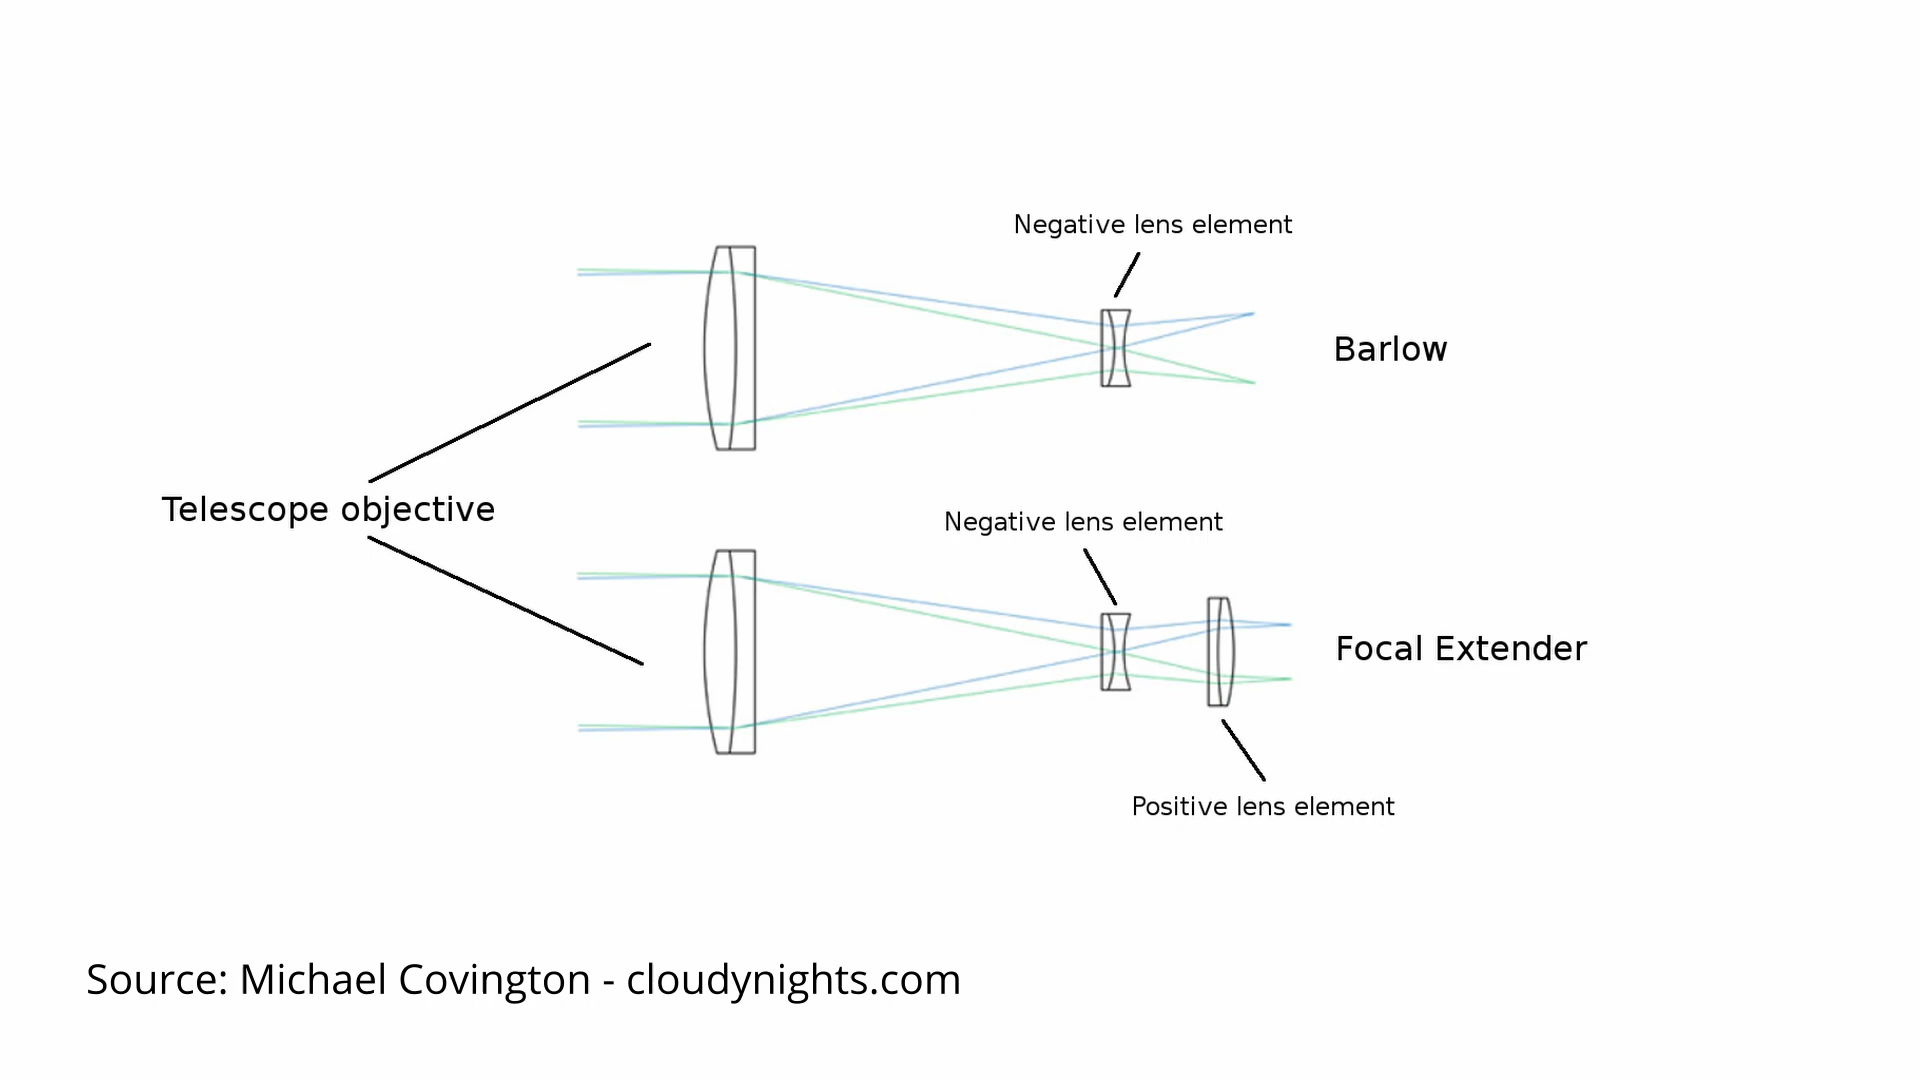 Negative lens element
Barlow
Telescope objective
Negative lens element
Focal Extender
Positive lens element
Source: Michael Covington - cloudynights.com